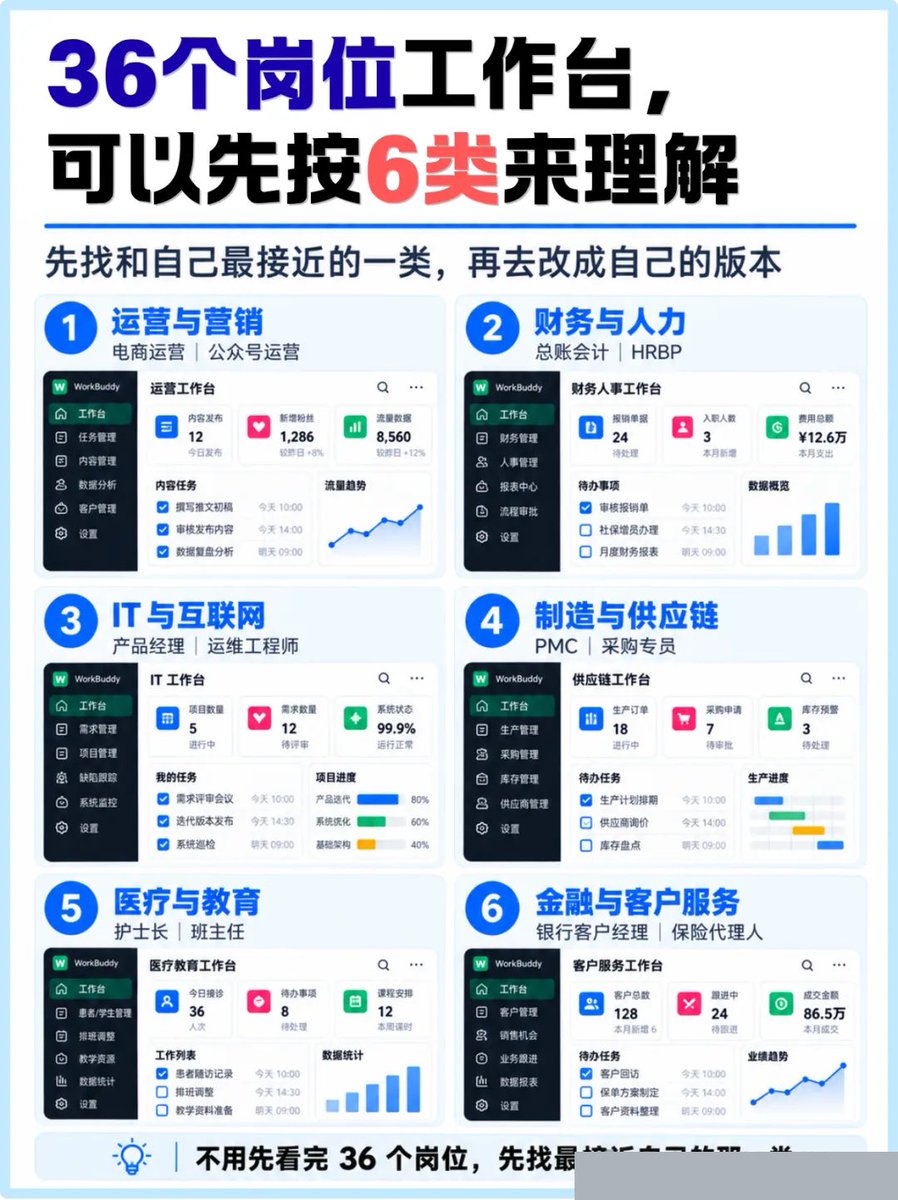 36个岗位工作台，
可以先按6类来理解
先找和自己最接近的一类，再去改成自己的版本
1 运营与营销
电商运营｜公众号运营
WorkBuddy
工作台
任务管理
内容管理
数据分析
客户管理
设置
运营工作台
内容发布
12
今日发布
新增粉丝
1,286
较昨日 +8%
流量数据
8,560
较昨日 +12%
内容任务
撰写推文初稿 今天 10:00
审核发布内容 今天 14:00
数据复盘分析 明天 09:00
流量趋势
2 财务与人力
总账会计｜HRBP
WorkBuddy
工作台
财务管理
人事管理
报表中心
流程审批
设置
财务人事工作台
报销单据
24
待处理
入职人数
3
本月新增
费用总额
¥12.6万
本月支出
待办事项
审核报销单 今天 10:00
社保增员办理 今天 14:30
月度财务报表 明天 09:00
数据概览
3 IT 与互联网
产品经理｜运维工程师
WorkBuddy
工作台
需求管理
项目管理
缺陷跟踪
系统监控
设置
IT 工作台
项目数量
5
进行中
需求数量
12
待评审
系统状态
99.9%
运行正常
我的任务
需求评审会议 今天 10:00
迭代版本发布 今天 14:30
系统巡检 明天 09:00
项目进度
产品迭代 80%
系统优化 60%
基础架构 40%
4 制造与供应链
PMC｜采购专员
WorkBuddy
工作台
生产管理
采购管理
库存管理
供应商管理
设置
供应链工作台
生产订单
18
进行中
采购申请
7
待审批
库存预警
3
待处理
待办任务
生产计划排期 今天 10:00
供应商询价 今天 14:00
库存盘点 明天 09:00
生产进度
5 医疗与教育
护士长｜班主任
WorkBuddy
工作台
患者/学生管理
排班调整
教学资源
数据统计
设置
医疗教育工作台
今日接诊
36
人次
待办事项
8
待处理
课程安排
12
本周课时
工作列表
患者随访记录 今天 10:00
排班调整 今天 14:30
教学资料准备 明天 09:00
数据统计
6 金融与客户服务
银行客户经理｜保险代理人
WorkBuddy
工作台
客户管理
销售机会
业务跟进
数据报表
设置
客户服务工作台
客户总数
128
本月新增 6
跟进中
24
待跟进
成交金额
86.5万
本月成交
待办任务
客户回访 今天 10:00
保单方案制定 今天 14:00
客户资料整理 明天 09:00
业绩趋势
不用先看完 36 个岗位，先找最